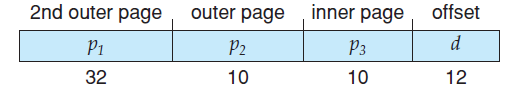 2nd outer page outer page inner page offset
p1 p2 p3 d
32 10 10 12